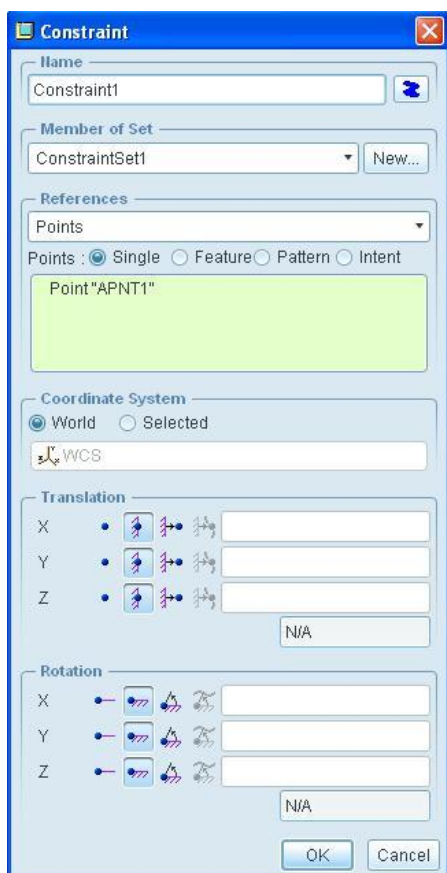 Constraint
Name
Constraint1
Member of Set
ConstraintSet1
New...
References
Points
Points : Single Feature Pattern Intent
Point "APNT1"
Coordinate System
World Selected
WCS
Translation
X
Y
Z
N/A
Rotation
X
Y
Z
N/A
OK Cancel